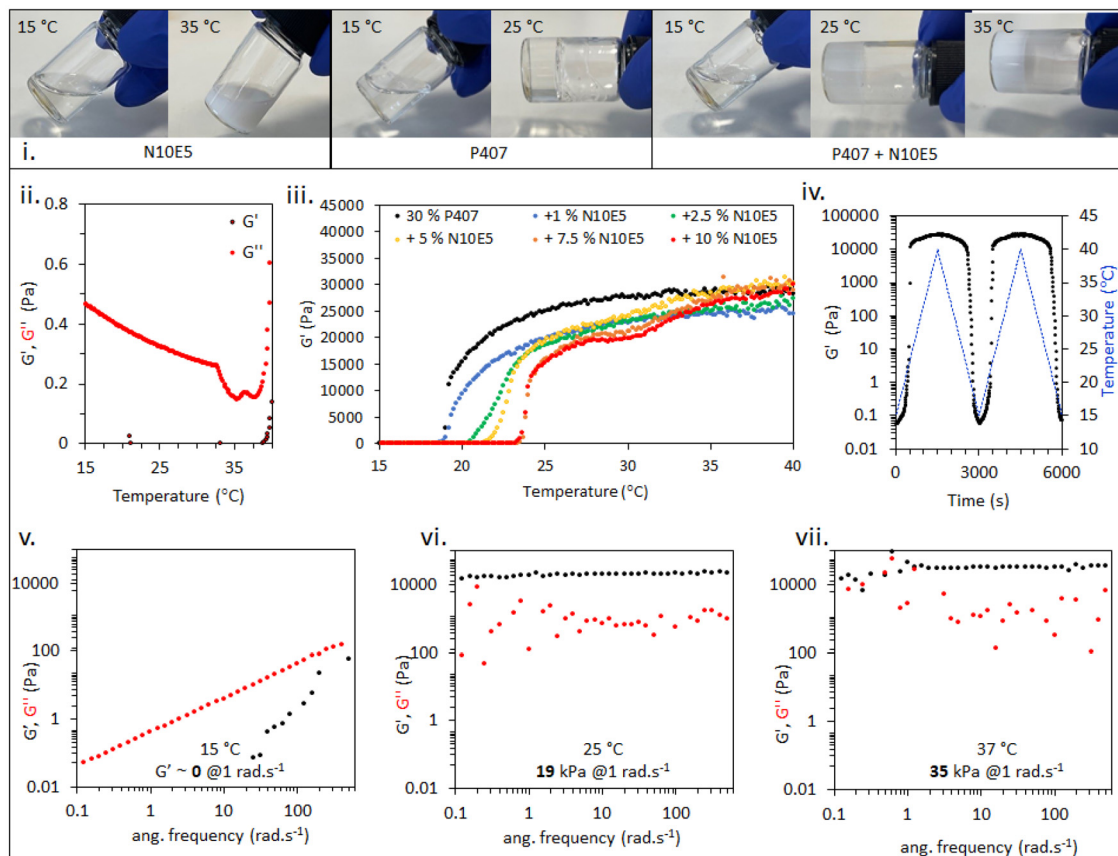 15 °C 35 °C 15 °C 25 °C 15 °C 25 °C 35 °C
i. N10E5 P407 P407 + N10E5
ii.
0.8
0.6
0.4
0.2
0
G', G'' (Pa)
G'
G''
15 25 35
Temperature (°C)
iii.
45000
40000
35000
30000
25000
20000
15000
10000
5000
0
G' (Pa)
30 % P407 +1 % N10E5 +2.5 % N10E5
+ 5 % N10E5 + 7.5 % N10E5 + 10 % N10E5
15 20 25 30 35 40
Temperature (°C)
iv.
100000
10000
1000
100
10
1
0.1
0.01
G' (Pa)
45
40
35
30
25
20
15
10
Temperature (°C)
0 3000 6000
Time (s)
v.
10000
100
1
0.01
G', G'' (Pa)
15 °C
G' ~ 0 @1 rad.s-1
0.1 1 10 100
ang. frequency (rad.s-1)
vi.
10000
100
1
0.01
G', G'' (Pa)
25 °C
19 kPa @1 rad.s-1
0.1 1 10 100
ang. frequency (rad.s-1)
vii.
10000
100
1
0.01
G', G'' (Pa)
37 °C
35 kPa @1 rad.s-1
0.1 1 10 100
ang. frequency (rad.s-1)